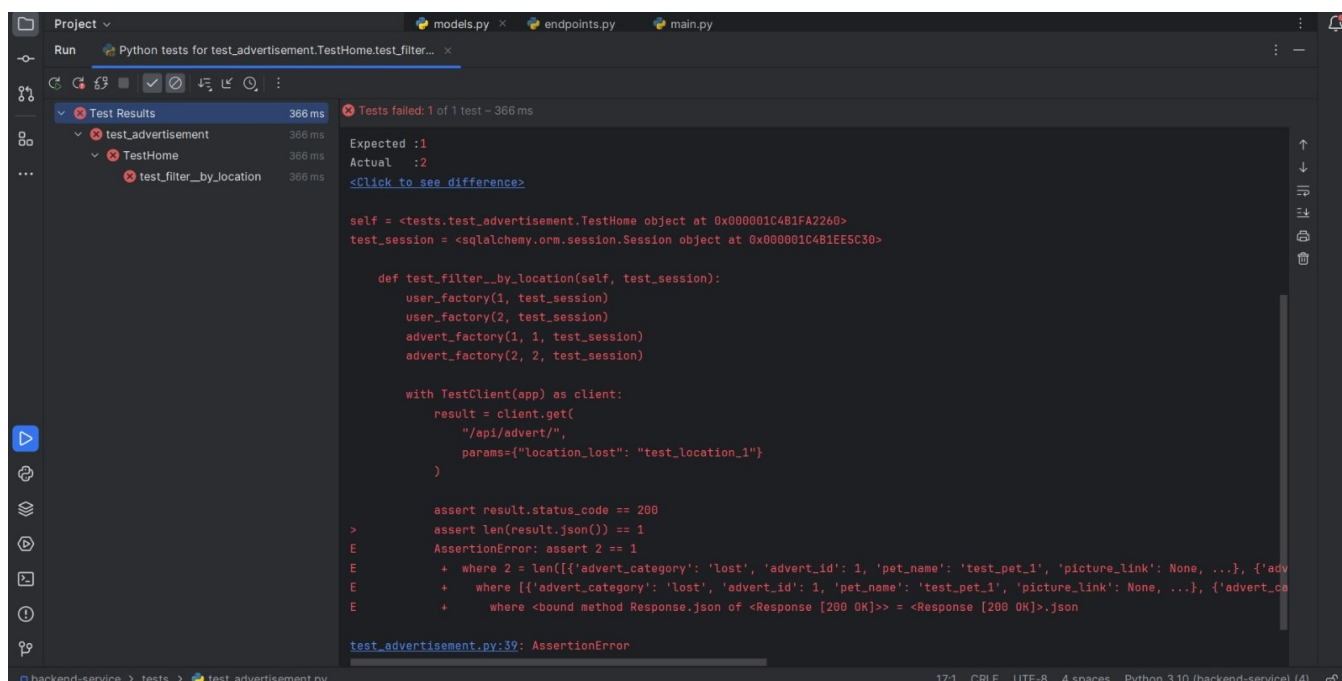 Project
models.py
endpoints.py
main.py
Run
Python tests for test_advertisement.TestHome.test_filter...
Test Results 366 ms
test_advertisement 366 ms
TestHome 366 ms
test_filter__by_location 366 ms
Tests failed: 1 of 1 test – 366 ms
Expected :1
Actual :2
<Click to see difference>
self = <tests.test_advertisement.TestHome object at 0x000001C4B1FA2260>
test_session = <sqlalchemy.orm.session.Session object at 0x000001C4B1EE5C30>
def test_filter__by_location(self, test_session):
user_factory(1, test_session)
user_factory(2, test_session)
advert_factory(1, 1, test_session)
advert_factory(2, 2, test_session)
with TestClient(app) as client:
result = client.get(
"/api/advert/",
params={"location_lost": "test_location_1"}
)
assert result.status_code == 200
> assert len(result.json()) == 1
E AssertionError: assert 2 == 1
E + where 2 = len([{'advert_category': 'lost', 'advert_id': 1, 'pet_name': 'test_pet_1', 'picture_link': None, ...}, {'adv
E + where [{'advert_category': 'lost', 'advert_id': 1, 'pet_name': 'test_pet_1', 'picture_link': None, ...}, {'advert_ca
E + where <bound method Response.json of <Response [200 OK]>> = <Response [200 OK]>.json
test_advertisement.py:39: AssertionError
backend-service > tests > test_advertisement.py
17:1 CRLF UTF-8 4 spaces Python 3.10 (backend-service) (4)